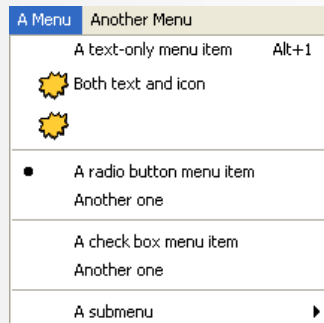 A Menu Another Menu
A text-only menu item Alt+1
Both text and icon
A radio button menu item
Another one
A check box menu item
Another one
A submenu